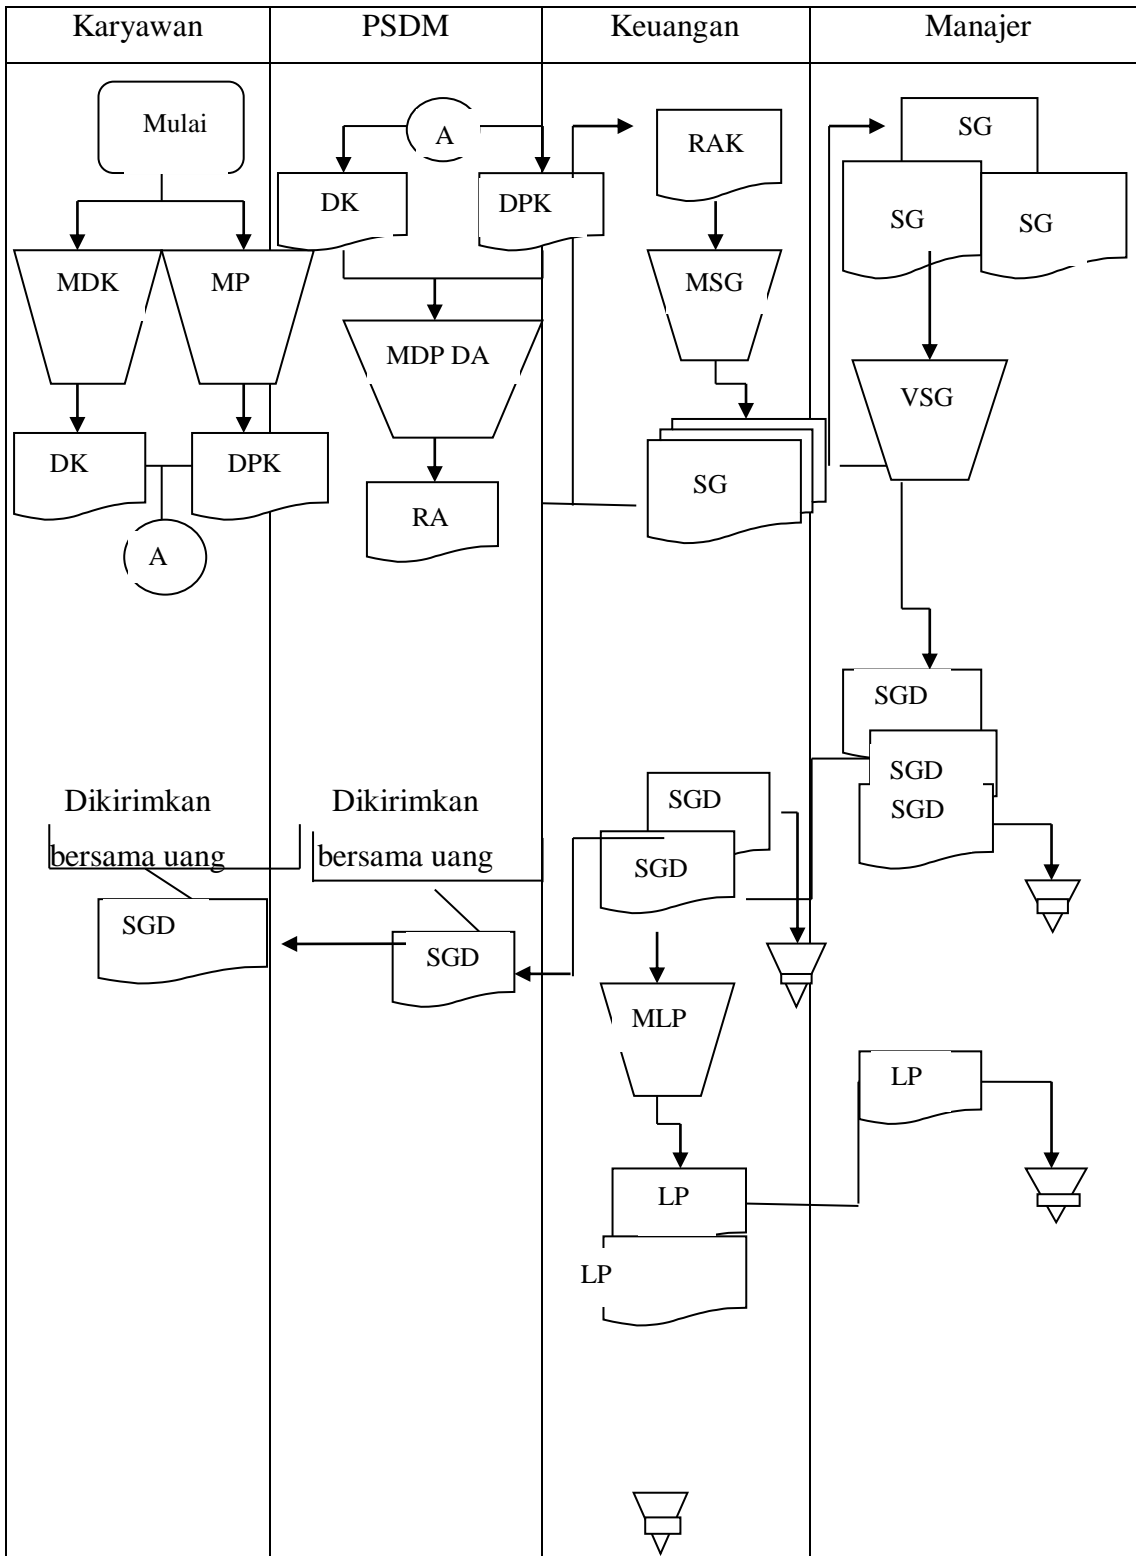 Karyawan
PSDM
Keuangan
Manajer
Mulai
MDK
MP
DK
DPK
A
A
DK
DPK
MDP DA
RA
RAK
MSG
SG
SG
SG
SG
VSG
SGD
SGD
SGD
SGD
SGD
Dikirimkan
bersama uang
SGD
Dikirimkan
bersama uang
SGD
MLP
LP
LP
LP